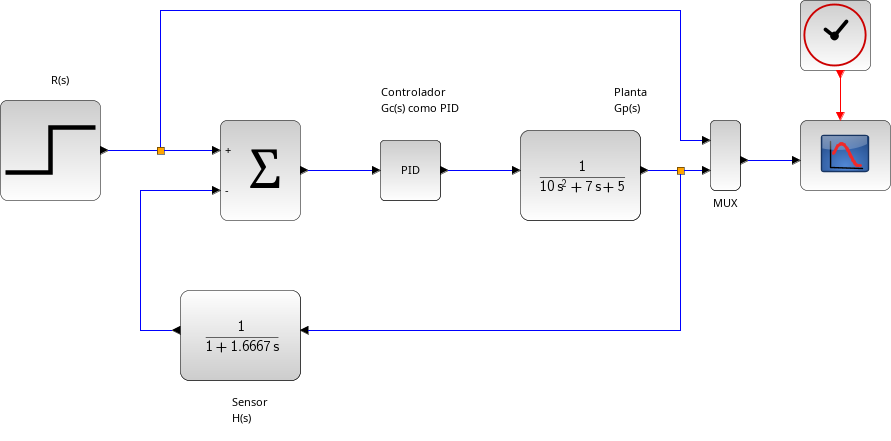 R(s)
Controlador
Gc(s) como PID
Planta
Gp(s)
+
-
Σ
PID
1
10 s² + 7 s + 5
MUX
1
1 + 1.6667 s
Sensor
H(s)